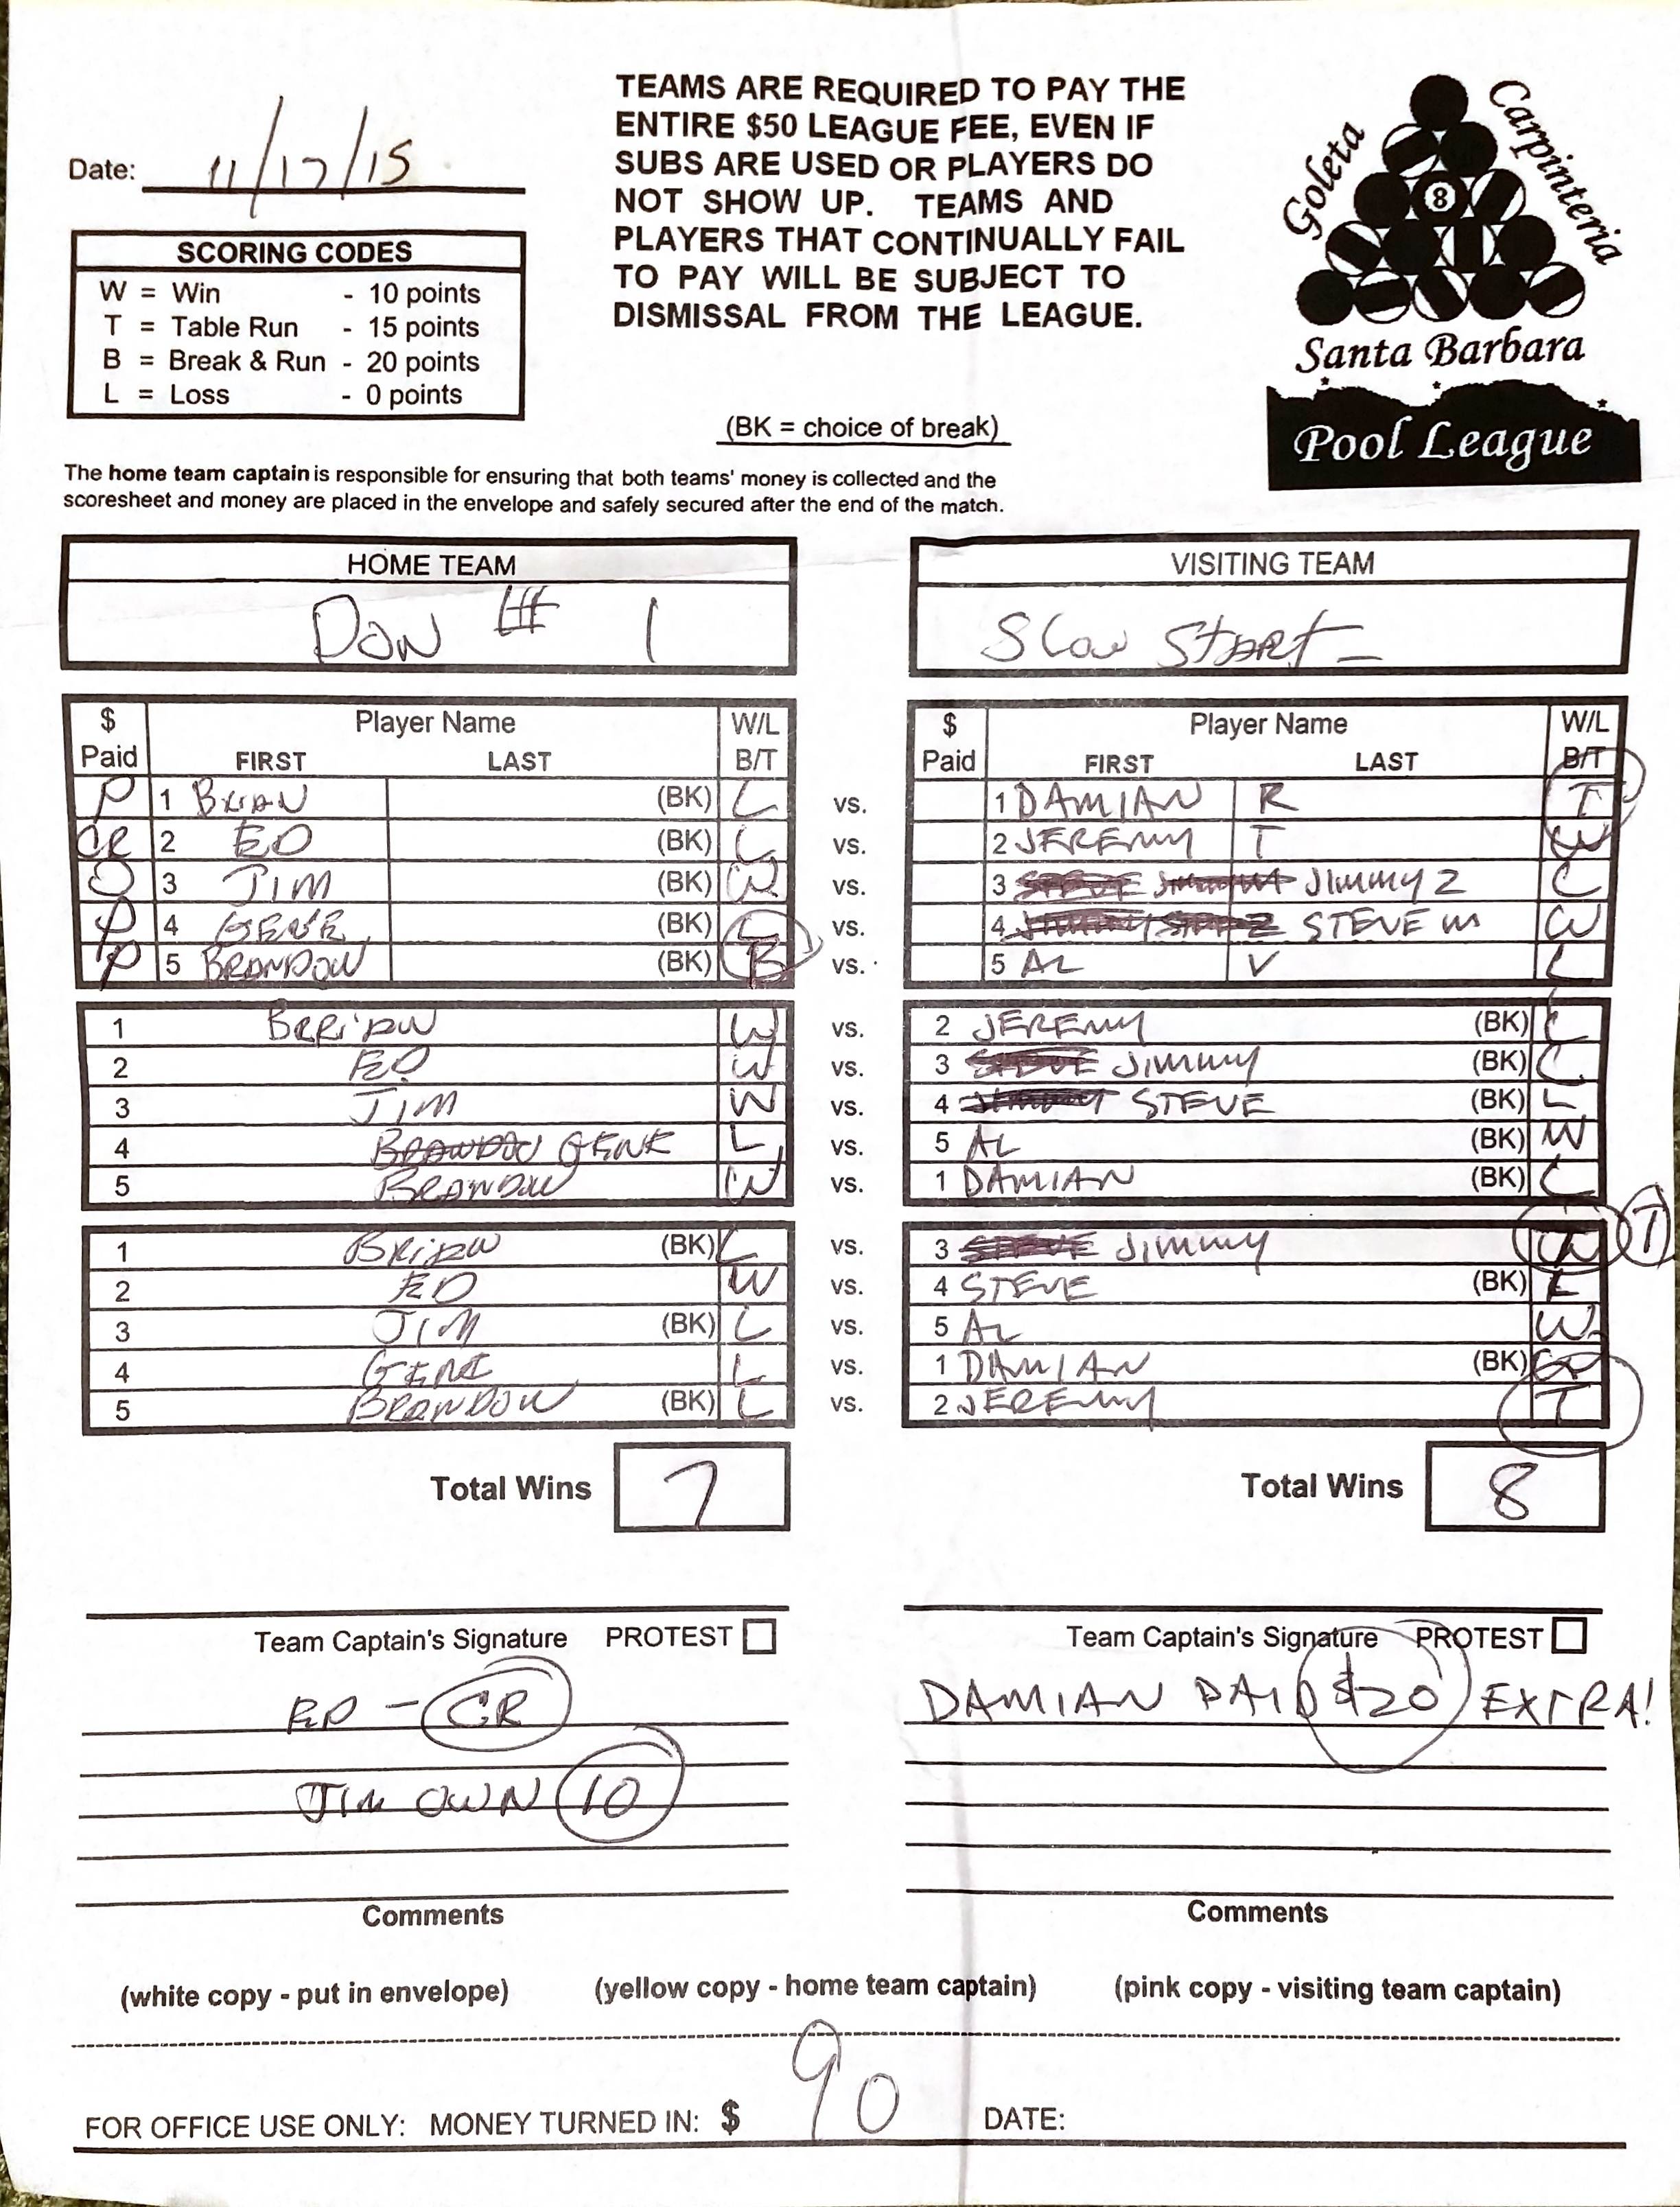 TEAMS ARE REQUIRED TO PAY THE
ENTIRE $50 LEAGUE FEE, EVEN IF
SUBS ARE USED OR PLAYERS DO
NOT SHOW UP. TEAMS AND
PLAYERS THAT CONTINUALLY FAIL
TO PAY WILL BE SUBJECT TO
DISMISSAL FROM THE LEAGUE.
Goleta
Carpinteria
8
Santa Barbara
Pool League
Date: 11/17/15
SCORING CODES
W = Win - 10 points
T = Table Run - 15 points
B = Break & Run - 20 points
L = Loss - 0 points
(BK = choice of break)
The home team captain is responsible for ensuring that both teams' money is collected and the
scoresheet and money are placed in the envelope and safely secured after the end of the match.
HOME TEAM
DON # 1
VISITING TEAM
Slow START
$ Paid Player Name FIRST LAST W/L B/T
$ Paid Player Name FIRST LAST W/L B/T
P 1 BRIAN (BK) L vs. 1 DAMIAN R T
CR 2 ED (BK) L vs. 2 JEREMY T W
O 3 JIM (BK) W vs. 3 JIMMY Z L
P 4 GENE (BK) L vs. 4 STEVE M W
P 5 BRANDON (BK) B vs. 5 AL V L
1 BRRIAN W vs. 2 JEREMY (BK) L
2 ED W vs. 3 JIMMY (BK) L
3 JIM W vs. 4 STEVE (BK) L
4 BRANDON GENE L vs. 5 AL (BK) W
5 BRANDON W vs. 1 DAMIAN (BK) L
1 BRIAN (BK) L vs. 3 JIMMY T
2 ED W vs. 4 STEVE (BK) L
3 JIM (BK) L vs. 5 AL W
4 GENE L vs. 1 DAMIAN (BK)
5 BRANDON (BK) L vs. 2 JEREMY T
Total Wins 7
Total Wins 8
Team Captain's Signature PROTEST
Team Captain's Signature PROTEST
ED - CR
DAMIAN PAID $20 EXTRA!
JIM OWN 10
Comments
Comments
(white copy - put in envelope) (yellow copy - home team captain) (pink copy - visiting team captain)
FOR OFFICE USE ONLY: MONEY TURNED IN: $ 90 DATE: